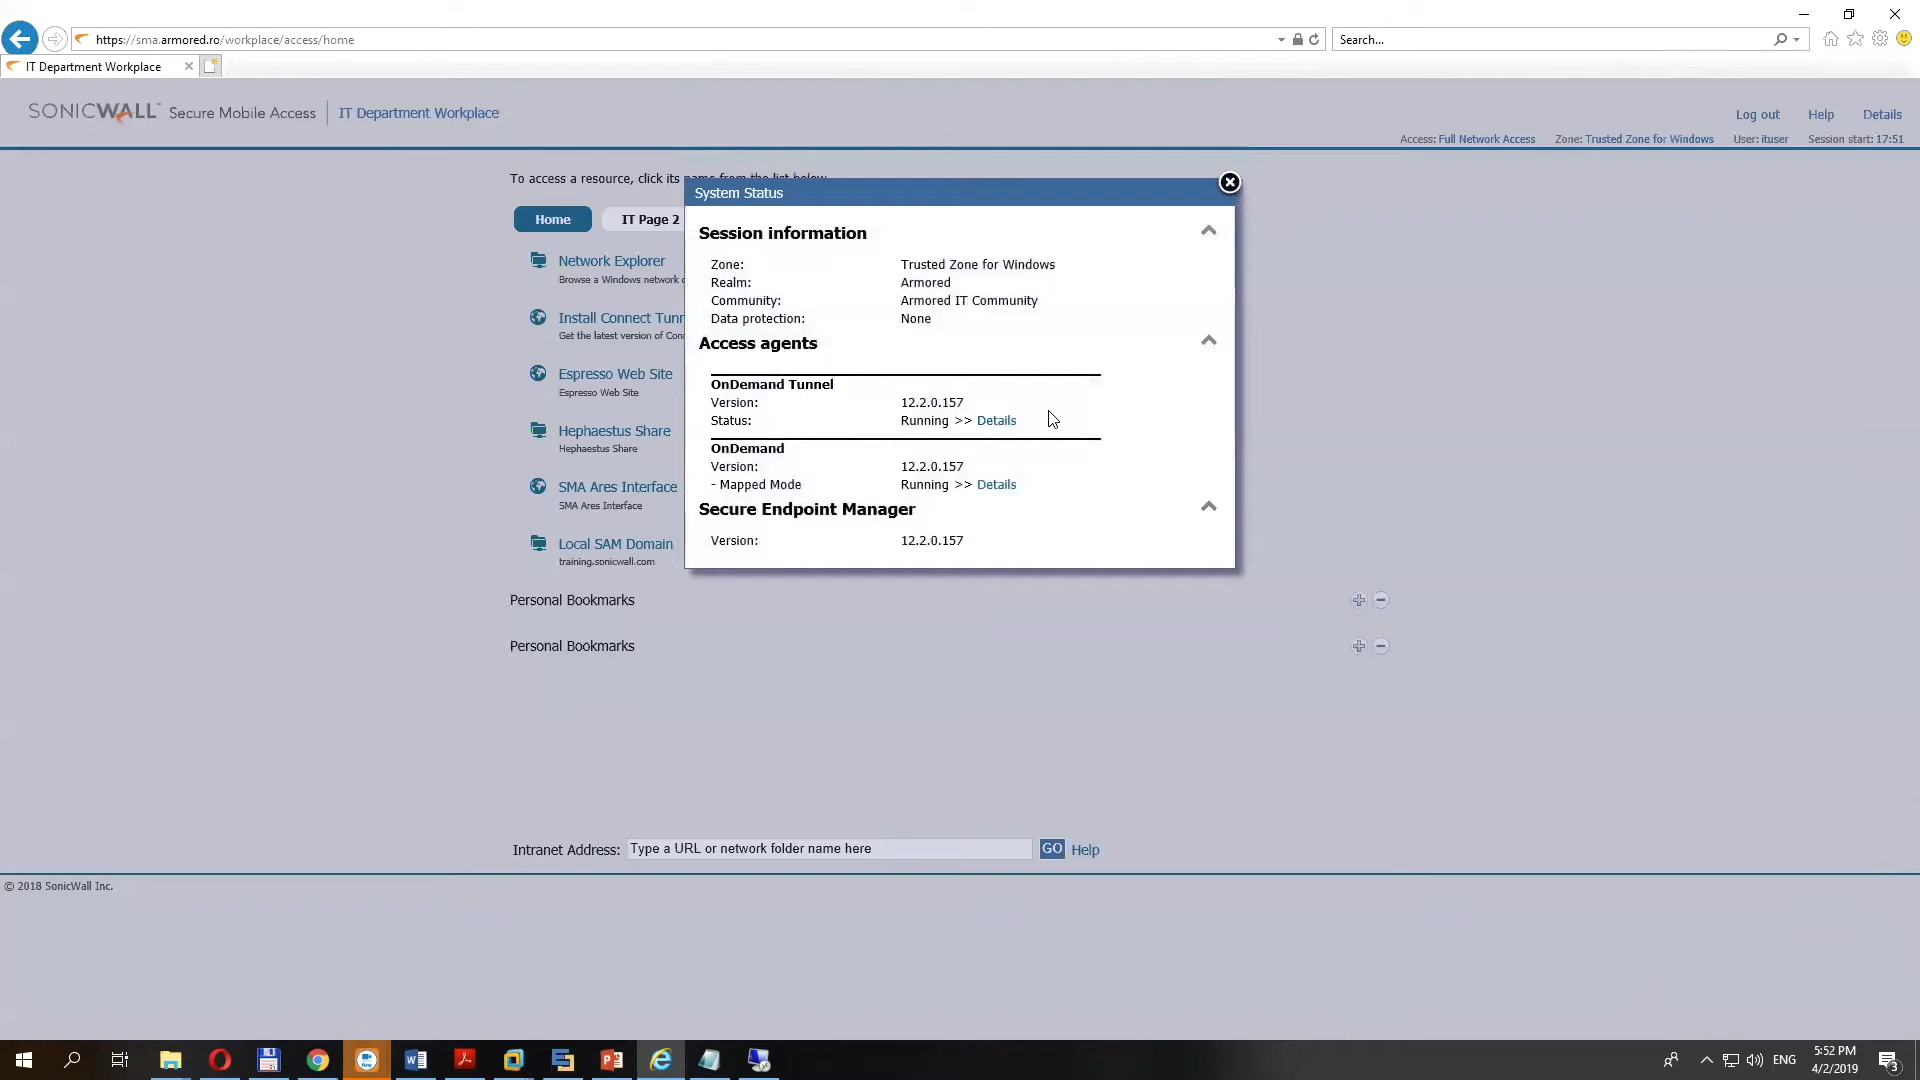 https://sma.armored.ro/workplace/access/home
Search...
IT Department Workplace
SONICWALL Secure Mobile Access | IT Department Workplace
Log out Help Details
Access: Full Network Access Zone: Trusted Zone for Windows User: ituser Session start: 17:51
To access a resource, click its name from the list below
System Status
Home IT Page 2
Session information
Network Explorer
Browse a Windows network
Zone: Trusted Zone for Windows
Realm: Armored
Community: Armored IT Community
Data protection: None
Install Connect Tunn
Get the latest version of Con
Access agents
Espresso Web Site
Espresso Web Site
OnDemand Tunnel
Version: 12.2.0.157
Status: Running >> Details
Hephaestus Share
Hephaestus Share
OnDemand
Version: 12.2.0.157
- Mapped Mode Running >> Details
SMA Ares Interface
SMA Ares Interface
Secure Endpoint Manager
Version: 12.2.0.157
Local SAM Domain
training.sonicwall.com
Personal Bookmarks
Personal Bookmarks
Intranet Address: Type a URL or network folder name here GO Help
© 2018 SonicWall Inc.
ENG
5:52 PM
4/2/2019
3